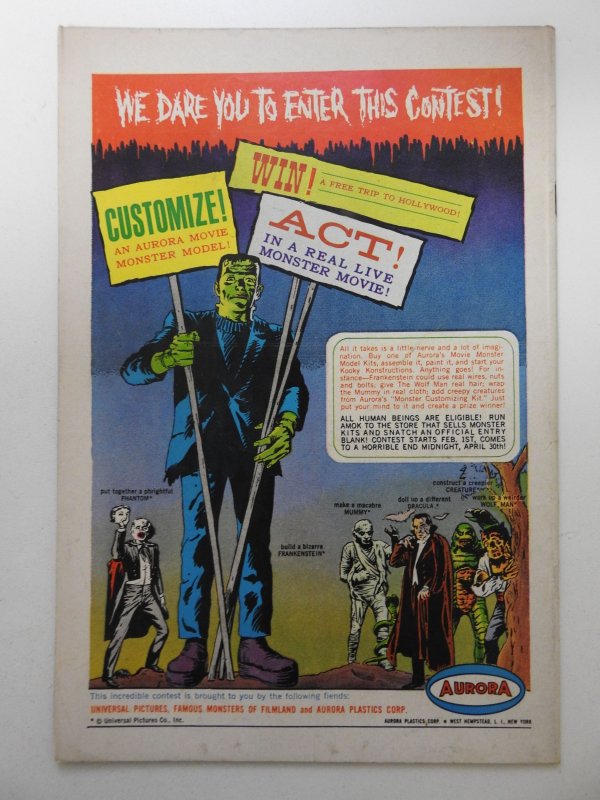 WE DARE YOU TO ENTER THIS CONTEST!
WIN! A FREE TRIP TO HOLLYWOOD!
CUSTOMIZE!
AN AURORA MOVIE
MONSTER MODEL!
ACT!
IN A REAL LIVE
MONSTER MOVIE!
All it takes is a little nerve and a lot of imagi-
nation. Buy one of Aurora's Movie Monster
Model Kits, assemble it, paint it, and start your
Kooky Konstructions. Anything goes! For in-
stance—Frankenstein could use real wires, nuts
and bolts; give The Wolf Man real hair; wrap
the Mummy in real cloth; add creepy creatures
from Aurora's "Monster Customizing Kit." Just
put your mind to it and create a prize winner!
ALL HUMAN BEINGS ARE ELIGIBLE! RUN
AMOK TO THE STORE THAT SELLS MONSTER
KITS AND SNATCH AN OFFICIAL ENTRY
BLANK! CONTEST STARTS FEB. 1ST, COMES
TO A HORRIBLE END MIDNIGHT, APRIL 30th!
put together a phrightful
PHANTOM*
build a bizarre
FRANKENSTEIN*
make a macabre
MUMMY*
doll up a different
DRACULA*
construct a creepier
CREATURE*
work up a weirder
WOLF MAN*
AURORA
This incredible contest is brought to you by the following fiends:
UNIVERSAL PICTURES, FAMOUS MONSTERS OF FILMLAND and AURORA PLASTICS CORP.
* © Universal Pictures Co., Inc.
AURORA PLASTICS CORP. • WEST HEMPSTEAD, L. I., NEW YORK